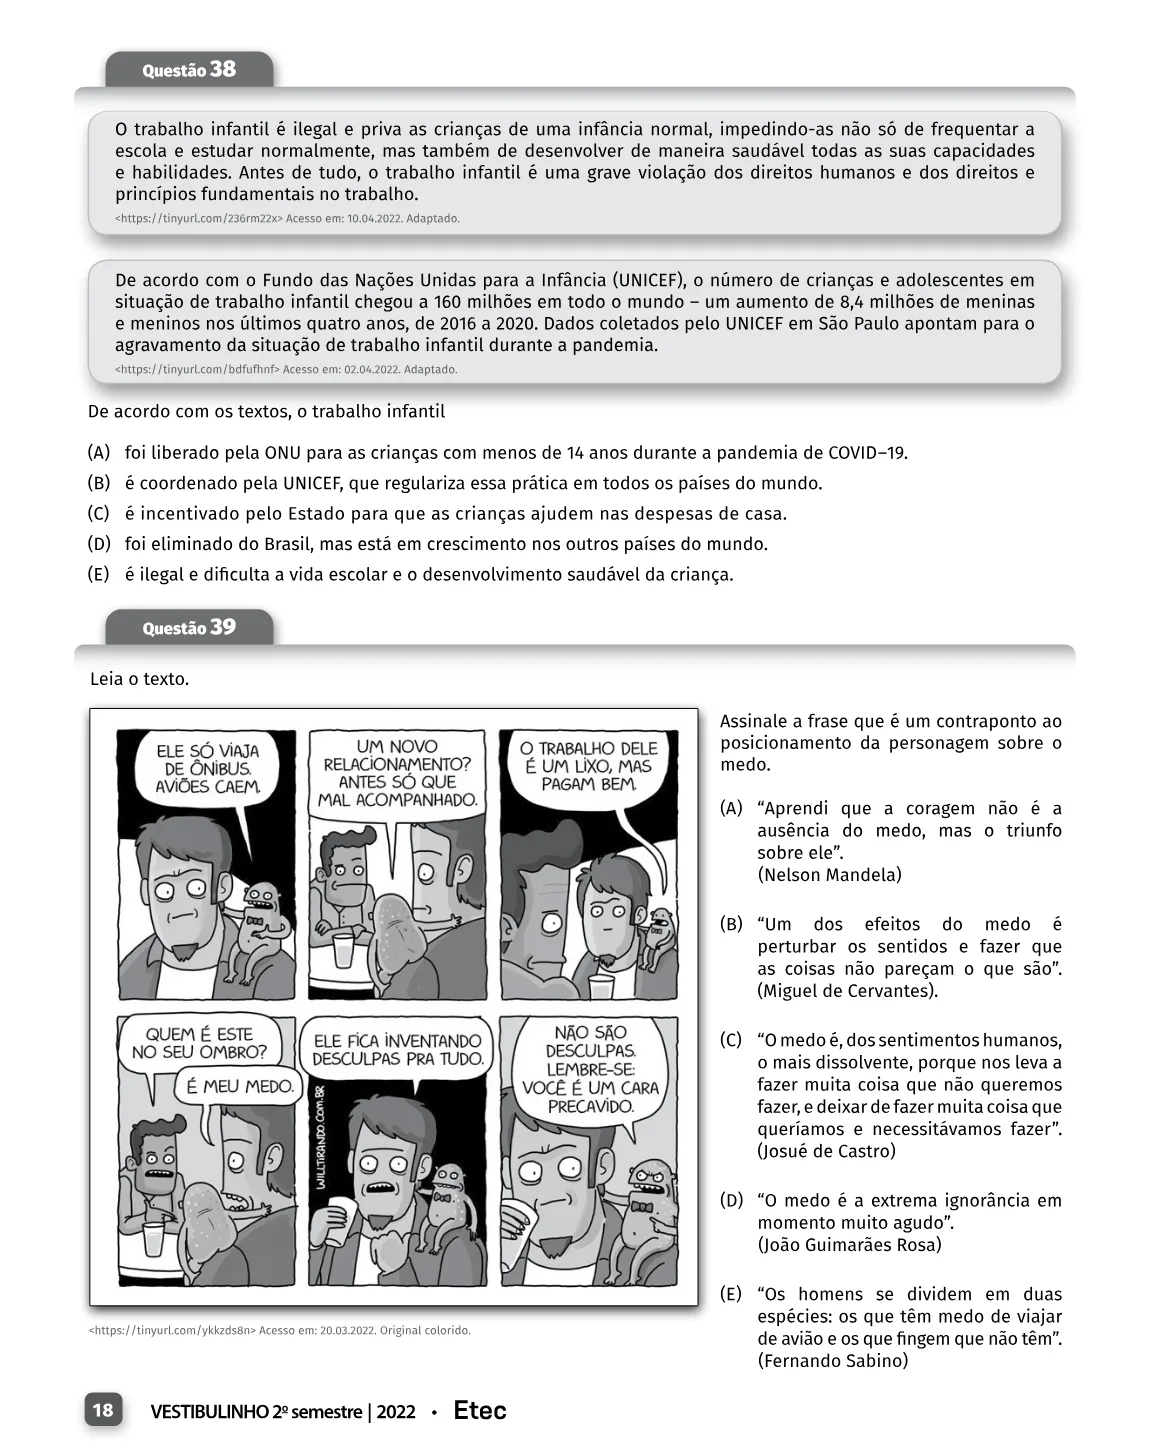 Questão 38
O trabalho infantil é ilegal e priva as crianças de uma infância normal, impedindo-as não só de frequentar a
escola e estudar normalmente, mas também de desenvolver de maneira saudável todas as suas capacidades
e habilidades. Antes de tudo, o trabalho infantil é uma grave violação dos direitos humanos e dos direitos e
princípios fundamentais no trabalho.
<https://tinyurl.com/236rm22x> Acesso em: 10.04.2022. Adaptado.
De acordo com o Fundo das Nações Unidas para a Infância (UNICEF), o número de crianças e adolescentes em
situação de trabalho infantil chegou a 160 milhões em todo o mundo – um aumento de 8,4 milhões de meninas
e meninos nos últimos quatro anos, de 2016 a 2020. Dados coletados pelo UNICEF em São Paulo apontam para o
agravamento da situação de trabalho infantil durante a pandemia.
<https://tinyurl.com/bdfufhnf> Acesso em: 02.04.2022. Adaptado.
De acordo com os textos, o trabalho infantil
(A) foi liberado pela ONU para as crianças com menos de 14 anos durante a pandemia de COVID–19.
(B) é coordenado pela UNICEF, que regulariza essa prática em todos os países do mundo.
(C) é incentivado pelo Estado para que as crianças ajudem nas despesas de casa.
(D) foi eliminado do Brasil, mas está em crescimento nos outros países do mundo.
(E) é ilegal e dificulta a vida escolar e o desenvolvimento saudável da criança.
Questão 39
Leia o texto.
ELE SÓ VIAJA
DE ÔNIBUS.
AVIÕES CAEM.
UM NOVO
RELACIONAMENTO?
ANTES SÓ QUE
MAL ACOMPANHADO.
O TRABALHO DELE
É UM LIXO, MAS
PAGAM BEM.
QUEM É ESTE
NO SEU OMBRO?
É MEU MEDO.
ELE FICA INVENTANDO
DESCULPAS PRA TUDO.
WILLTIRANDO.COM.BR
NÃO SÃO
DESCULPAS.
LEMBRE-SE:
VOCÊ É UM CARA
PRECAVIDO.
<https://tinyurl.com/ykkzds8n> Acesso em: 20.03.2022. Original colorido.
Assinale a frase que é um contraponto ao
posicionamento da personagem sobre o
medo.
(A) “Aprendi que a coragem não é a
ausência do medo, mas o triunfo
sobre ele”.
(Nelson Mandela)
(B) “Um dos efeitos do medo é
perturbar os sentidos e fazer que
as coisas não pareçam o que são”.
(Miguel de Cervantes).
(C) “O medo é, dos sentimentos humanos,
o mais dissolvente, porque nos leva a
fazer muita coisa que não queremos
fazer, e deixar de fazer muita coisa que
queríamos e necessitávamos fazer”.
(Josué de Castro)
(D) “O medo é a extrema ignorância em
momento muito agudo”.
(João Guimarães Rosa)
(E) “Os homens se dividem em duas
espécies: os que têm medo de viajar
de avião e os que fingem que não têm”.
(Fernando Sabino)
18 VESTIBULINHO 2º semestre | 2022 • Etec